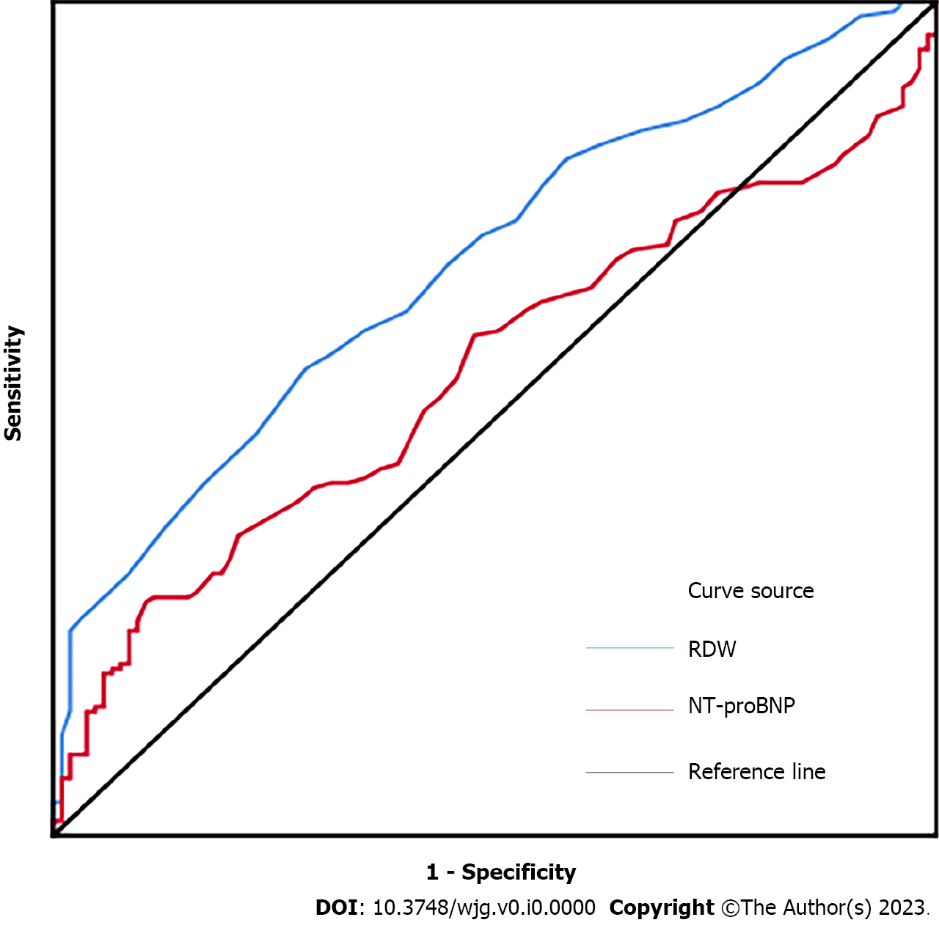 Sensitivity
Curve source
RDW
NT-proBNP
Reference line
1 - Specificity
DOI: 10.3748/wjg.v0.i0.0000 Copyright ©The Author(s) 2023.